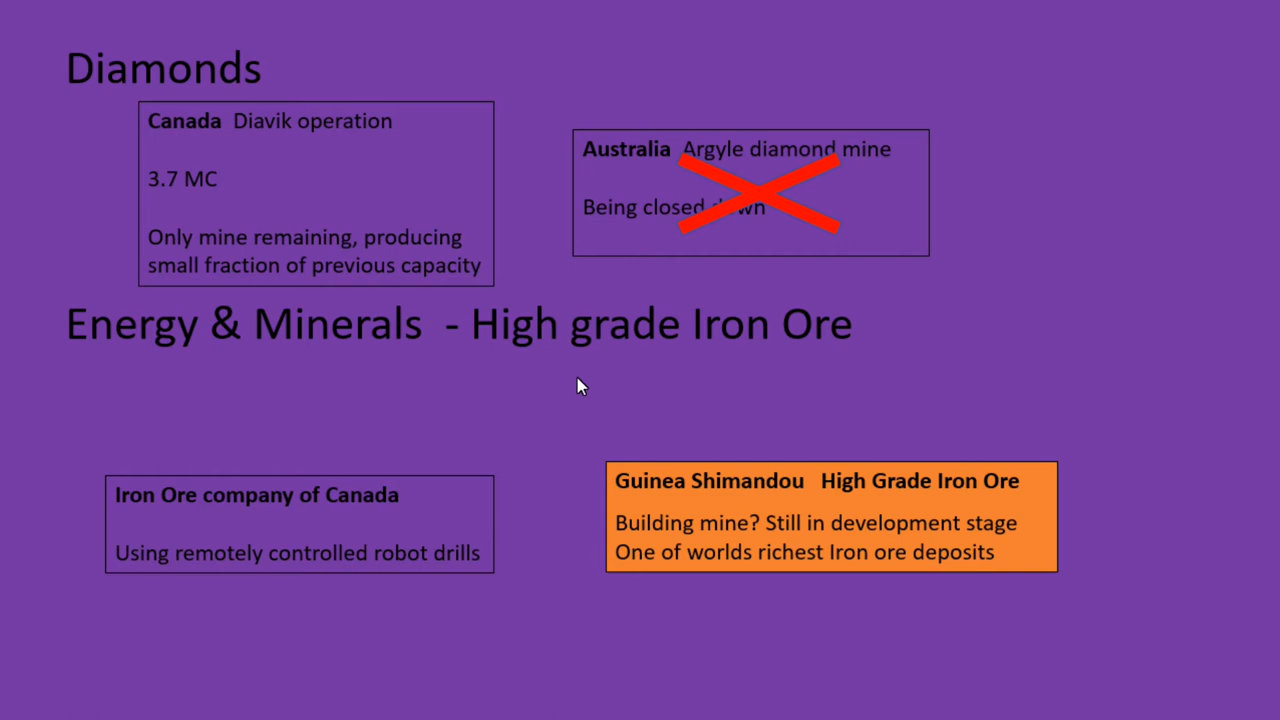 Diamonds
Canada Diavik operation
3.7 MC
Only mine remaining, producing
small fraction of previous capacity
Australia Argyle diamond mine
Being closed down
Energy & Minerals - High grade Iron Ore
Iron Ore company of Canada
Using remotely controlled robot drills
Guinea Shimandou High Grade Iron Ore
Building mine? Still in development stage
One of worlds richest Iron ore deposits